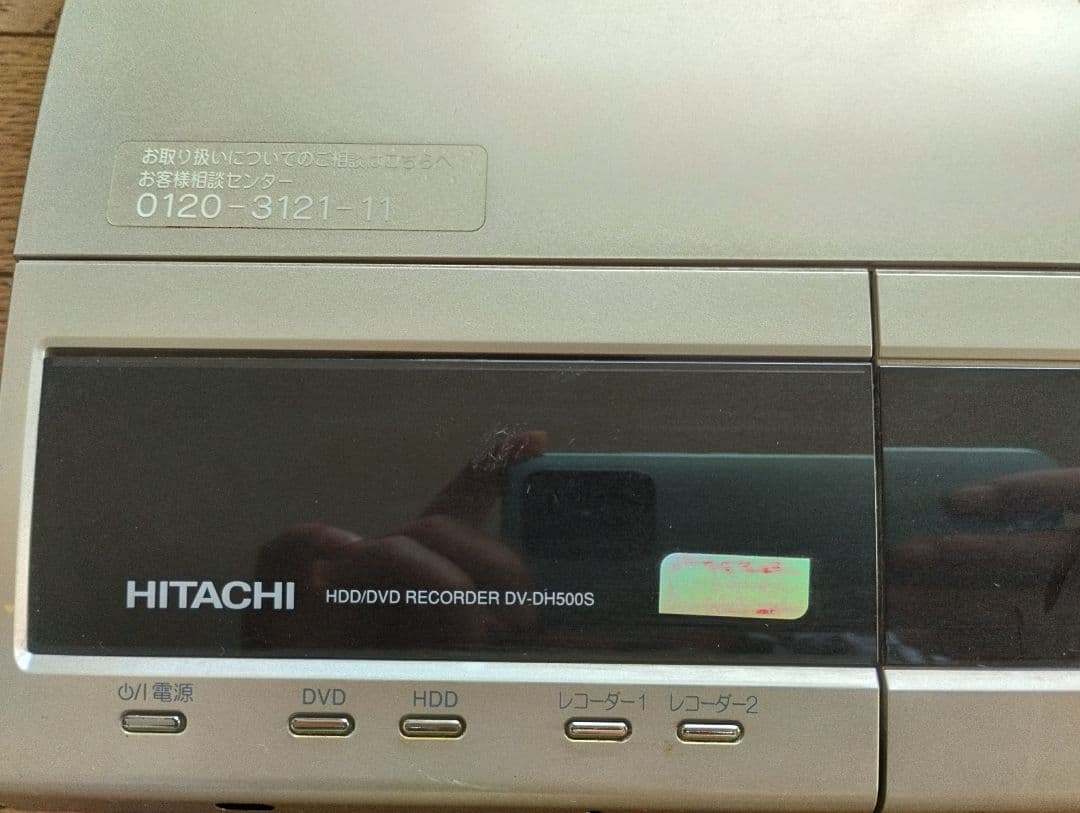 お取り扱いについてのご相談はこちらへ
お客様相談センター
0120-3121-11
HITACHI HDD/DVD RECORDER DV-DH500S
⏻/I 電源 DVD HDD レコーダー1 レコーダー2